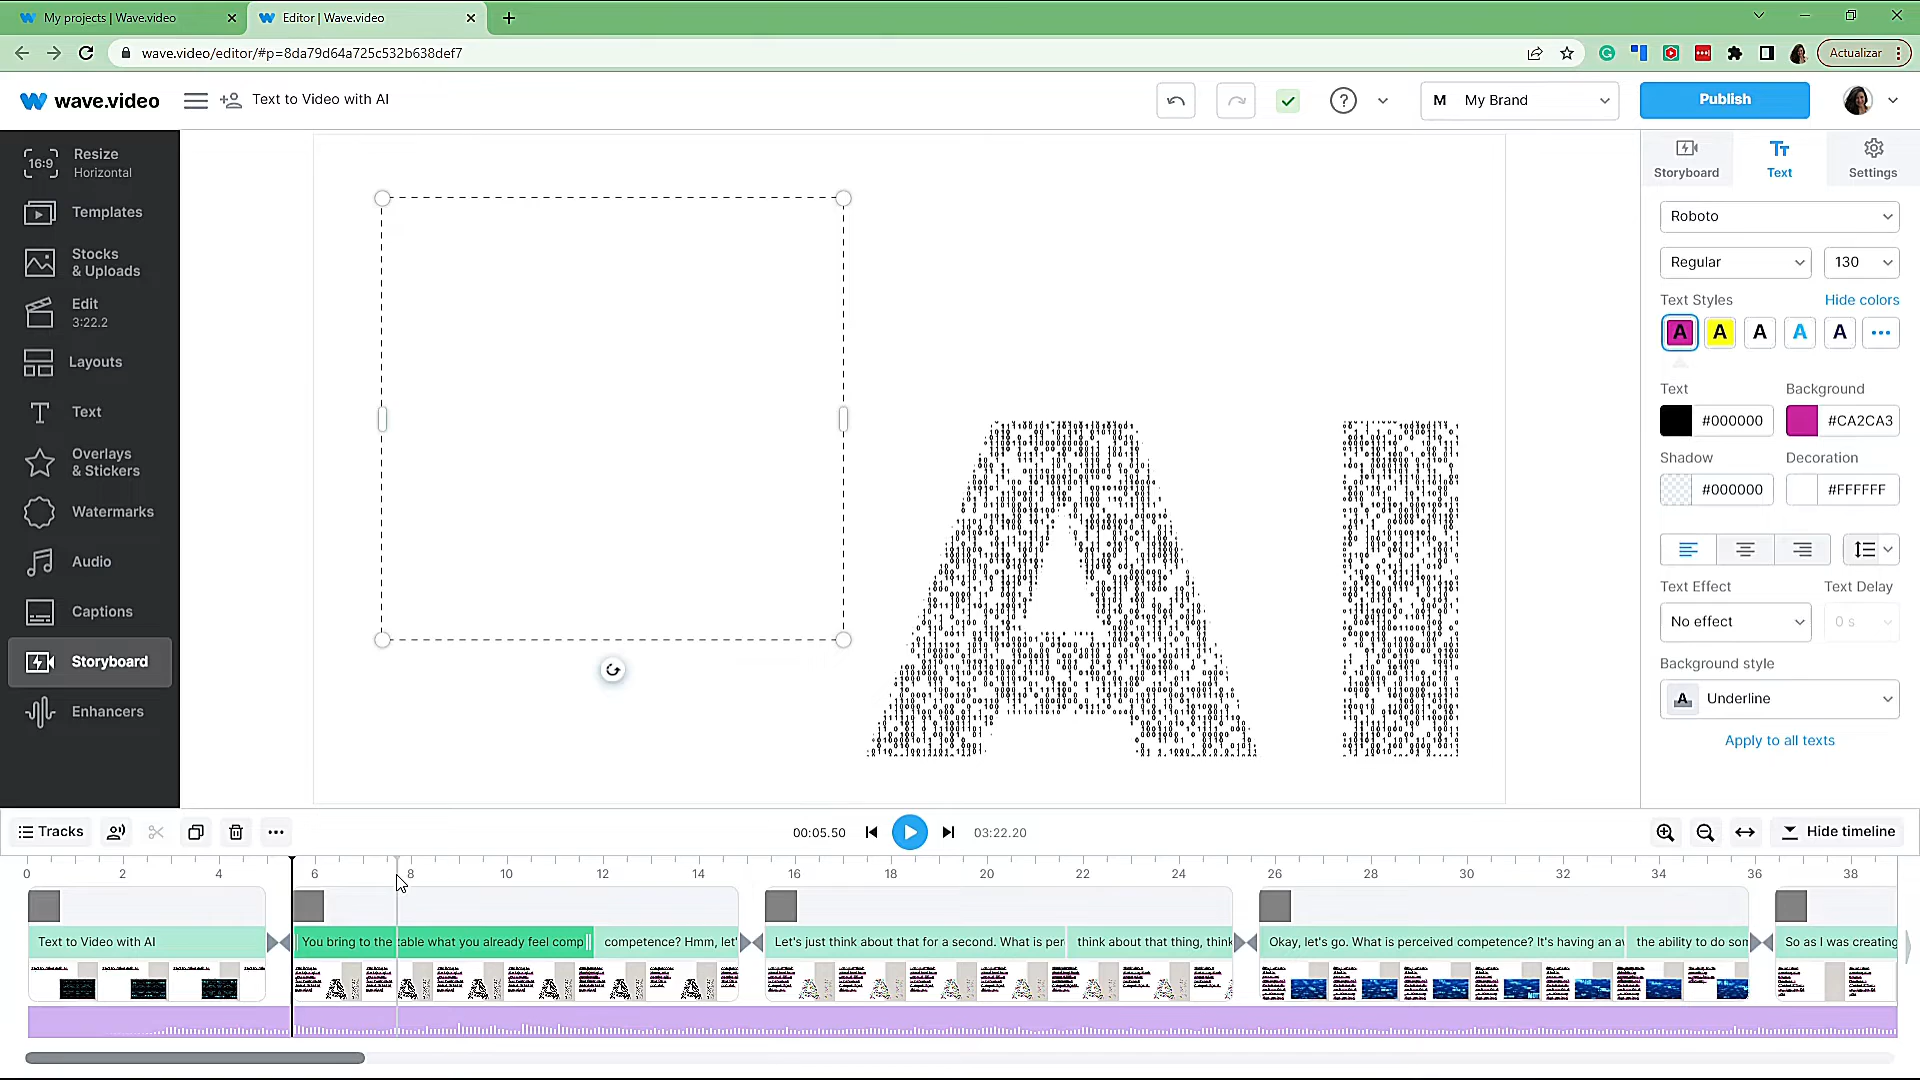 My projects | Wave.video
Editor | Wave.video
wave.video/editor/#p=8da79d64a725c532b638def7
Actualizar
wave.video
Text to Video with AI
My Brand
M
Publish
16:9
Resize
Horizontal
Templates
Stocks
& Uploads
Edit
3:22.2
Layouts
Text
Overlays
& Stickers
Watermarks
Audio
Captions
Storyboard
Enhancers
AI
Storyboard
Text
Settings
Roboto
Regular
130
Text Styles
Hide colors
A A A A A
Text
Background
#000000
#CA2CA3
Shadow
Decoration
#000000
#FFFFFF
Text Effect
Text Delay
No effect
0 s
Background style
A Underline
Apply to all texts
Tracks
00:05.50
03:22.20
Hide timeline
0 2 4 6 8 10 12 14 16 18 20 22 24 26 28 30 32 34 36 38
Text to Video with AI
You bring to the table what you already feel comp
competence? Hmm, let'
Let's just think about that for a second. What is per
think about that thing, think
Okay, let's go. What is perceived competence? It's having an a
the ability to do som
So as I was creating